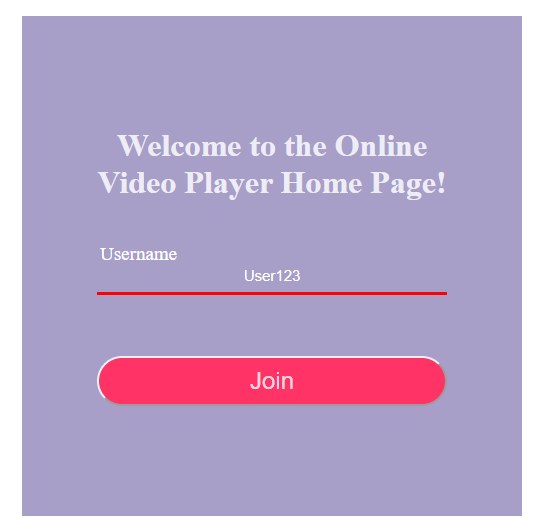 Welcome to the Online
Video Player Home Page!
Username
User123
Join